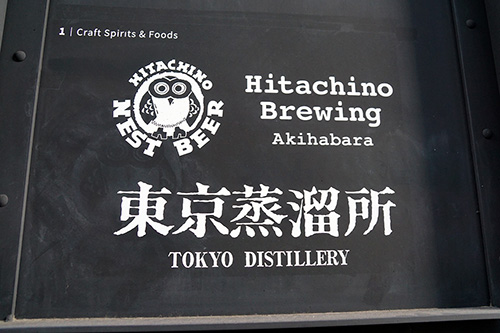 1 | Craft Spirits & Foods
HITACHINO
NEST BEER
Hitachino
Brewing
Akihabara
東京蒸溜所
TOKYO DISTILLERY